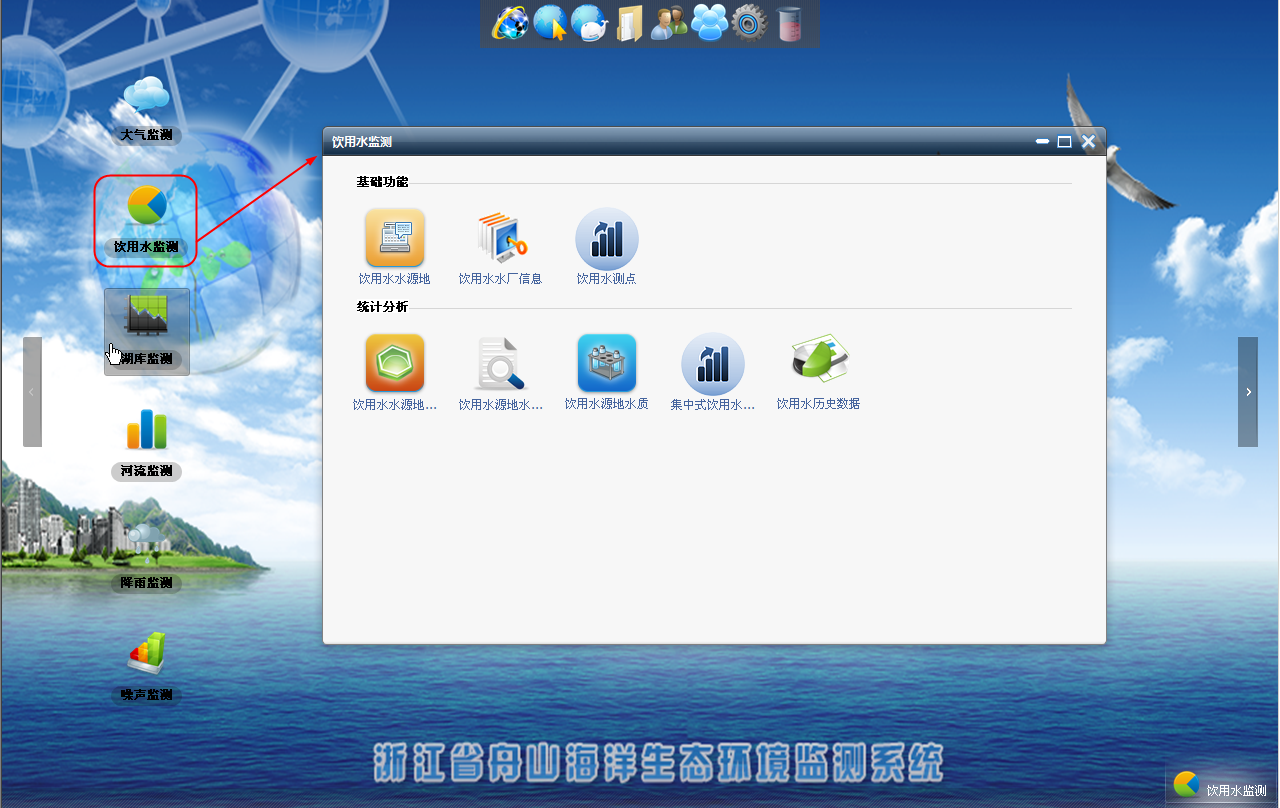 大气监测
饮用水监测
湖库监测
河流监测
降雨监测
噪声监测
饮用水监测
基础功能
饮用水水源地
饮用水水厂信息
饮用水测点
统计分析
饮用水水源地...
饮用水源地水...
饮用水源地水质
集中式饮用水...
饮用水历史数据
浙江省舟山海洋生态环境监测系统
饮用水监测